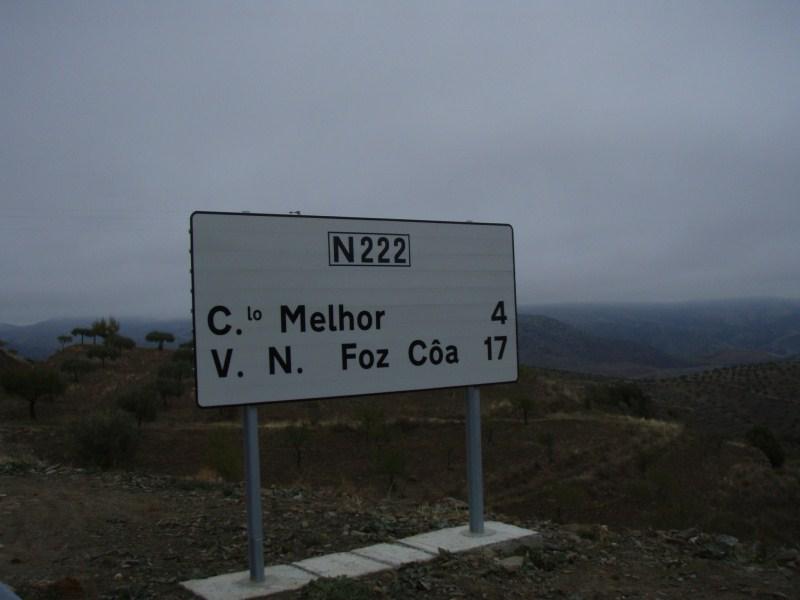 N222
C.lo Melhor 4
V. N. Foz Côa 17